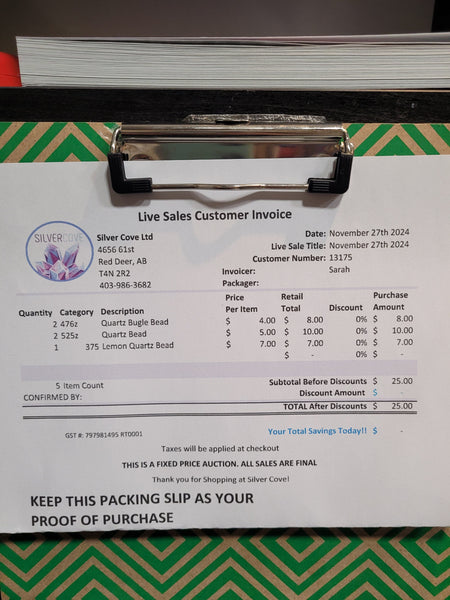 Live Sales Customer Invoice
SILVERCOVE
Silver Cove Ltd
4656 61st
Red Deer, AB
T4N 2R2
403-986-3682
Date: November 27th 2024
Live Sale Title: November 27th 2024
Customer Number: 13175
Invoicer: Sarah
Packager:
Quantity Category Description Price Per Item Retail Total Discount Purchase Amount
2 476z Quartz Bugle Bead $ 4.00 $ 8.00 0% $ 8.00
2 525z Quartz Bead $ 5.00 $ 10.00 0% $ 10.00
1 375 Lemon Quartz Bead $ 7.00 $ 7.00 0% $ 7.00
$ - 0% $ -
5 Item Count
Subtotal Before Discounts $ 25.00
CONFIRMED BY:
Discount Amount $ -
TOTAL After Discounts $ 25.00
GST #: 797981495 RT0001
Your Total Savings Today!! $ -
Taxes will be applied at checkout
THIS IS A FIXED PRICE AUCTION. ALL SALES ARE FINAL
Thank you for Shopping at Silver Cove!
KEEP THIS PACKING SLIP AS YOUR
PROOF OF PURCHASE